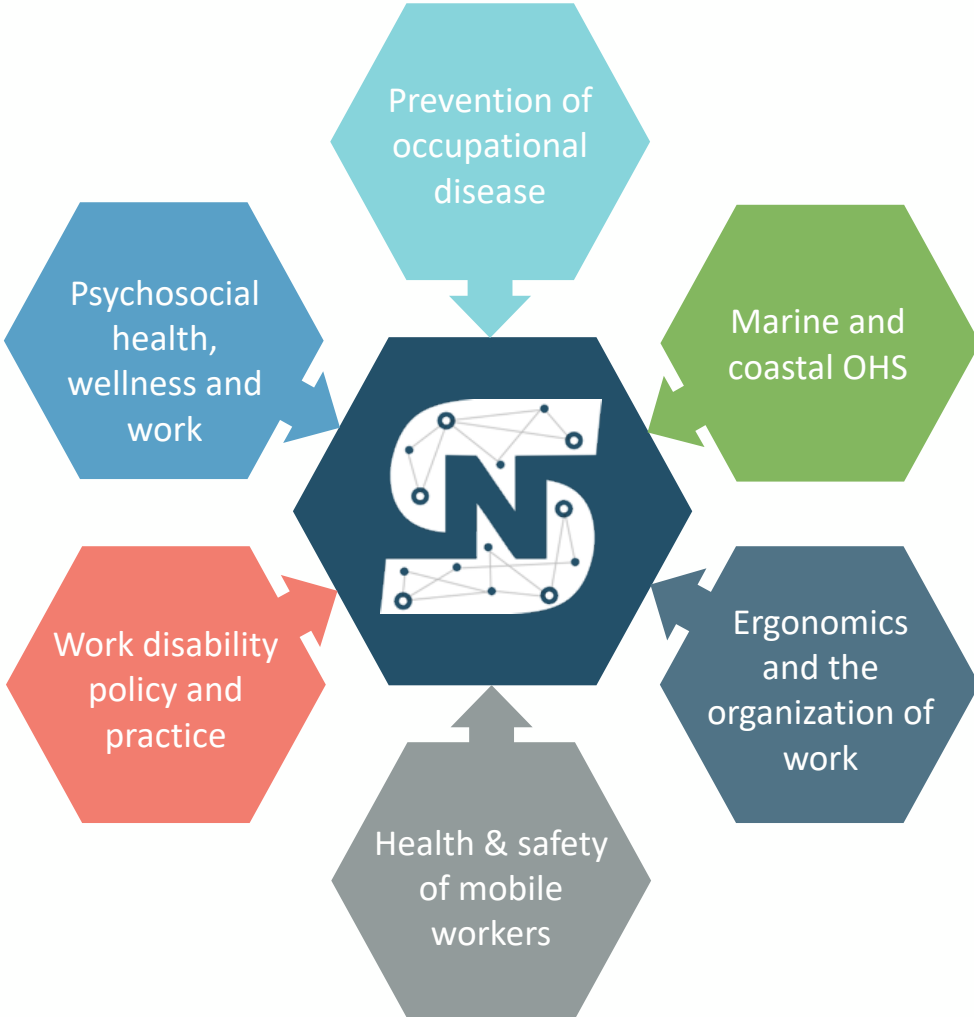 Prevention of
occupational
disease
Psychosocial
health,
wellness and
work
Marine and
coastal OHS
SN
Work disability
policy and
practice
Ergonomics
and the
organization of
work
Health & safety
of mobile
workers